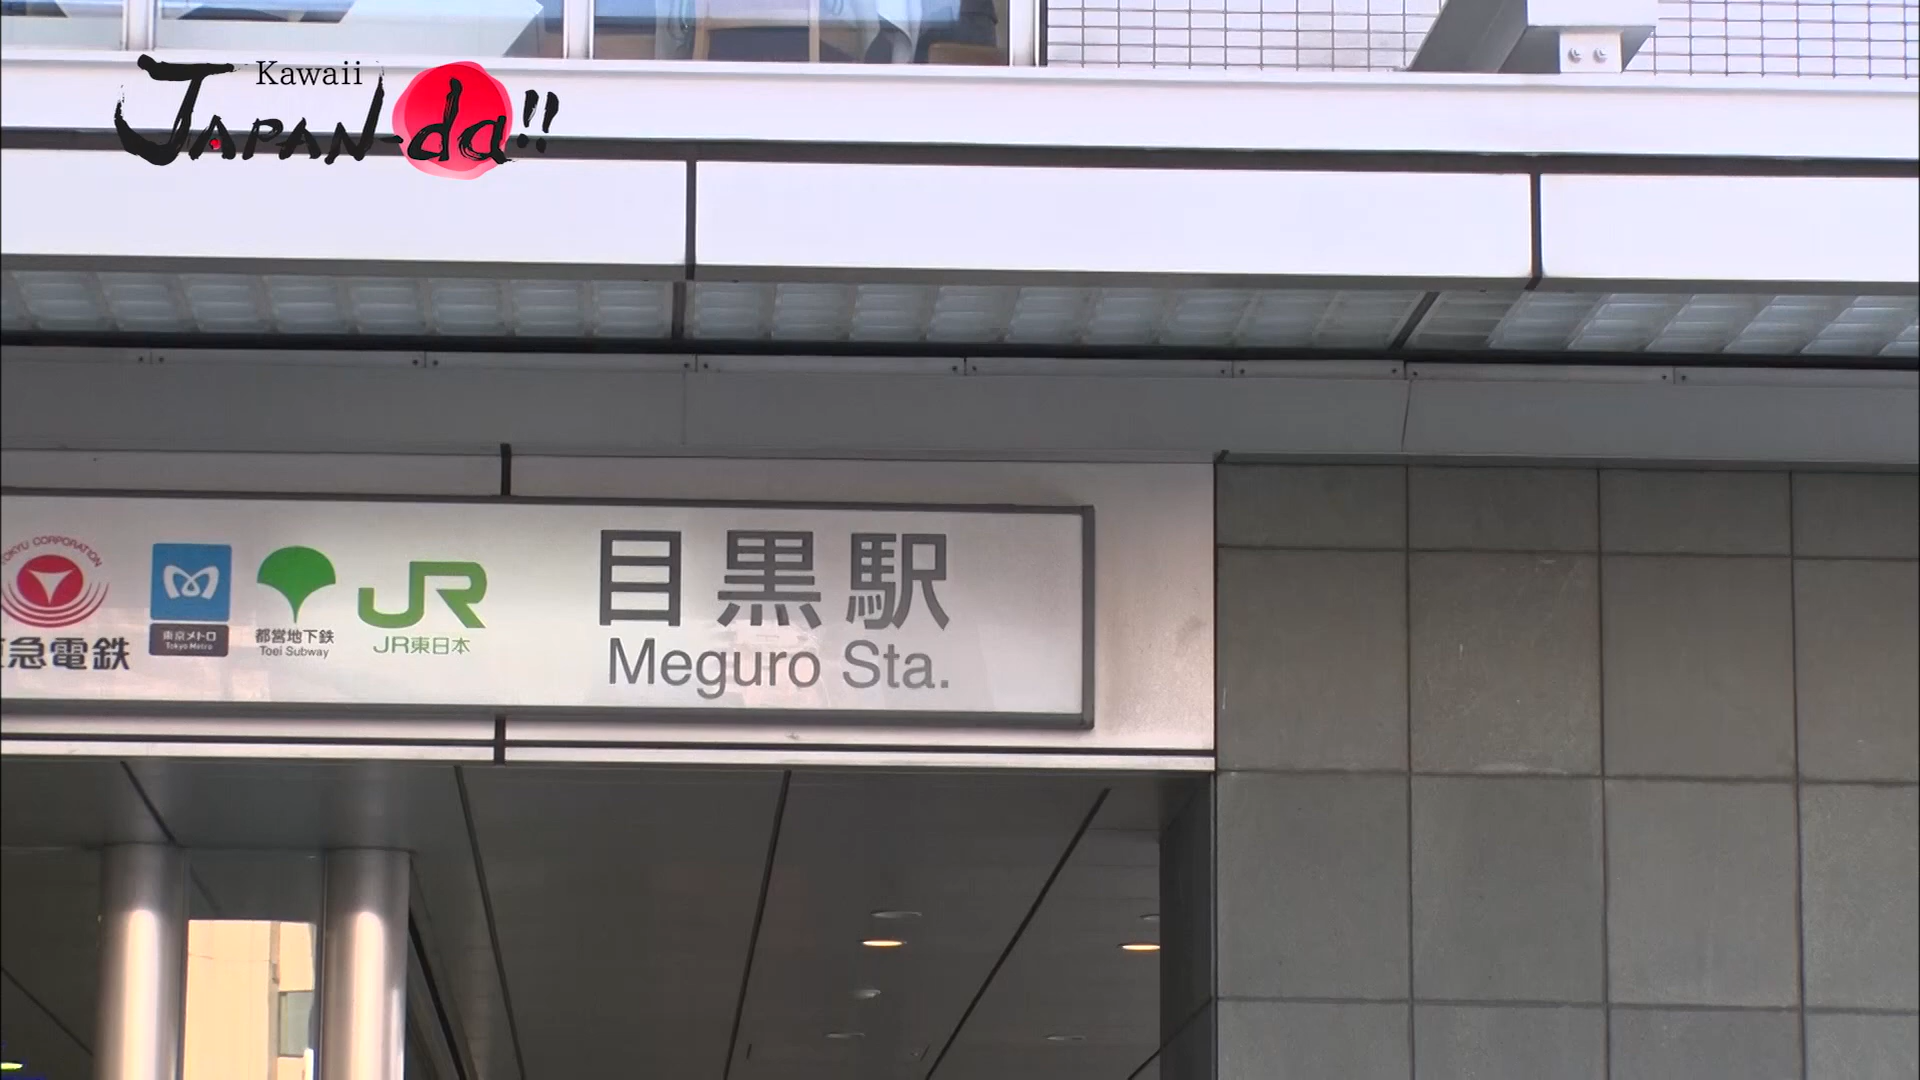 Kawaii
JAPAN-da!!
TOKYU CORPORATION
急電鉄
東京メトロ
Tokyo Metro
都営地下鉄
Toei Subway
JR
JR東日本
目黒駅
Meguro Sta.